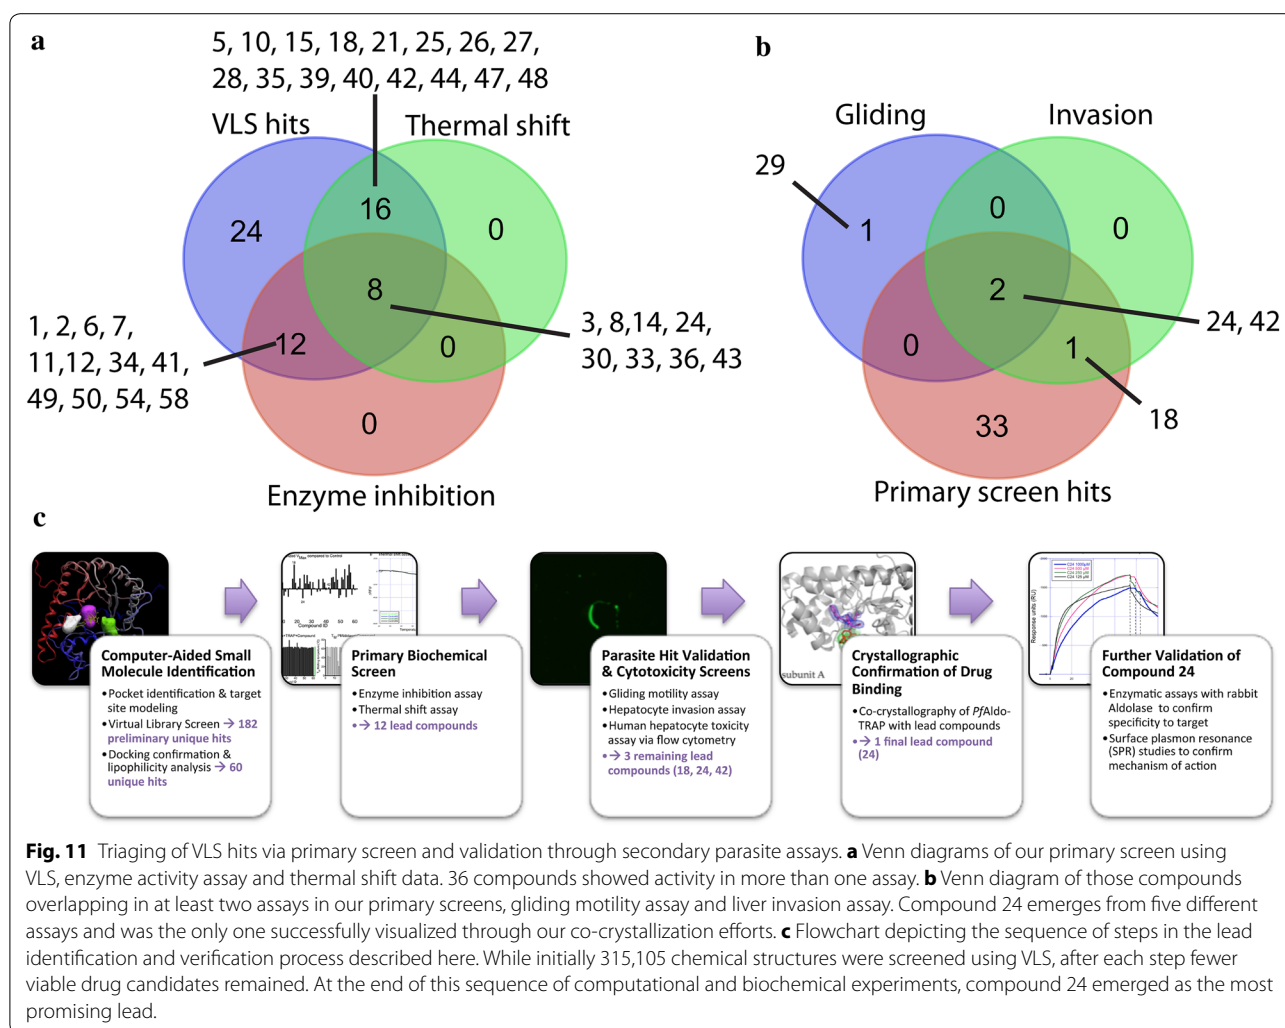 a
5, 10, 15, 18, 21, 25, 26, 27,
28, 35, 39, 40, 42, 44, 47, 48
VLS hits
Thermal shift
24
16
0
8
12
0
0
1, 2, 6, 7,
11,12, 34, 41,
49, 50, 54, 58
3, 8,14, 24,
30, 33, 36, 43
Enzyme inhibition
b
Gliding
Invasion
29
1
0
0
2
0
1
33
24, 42
18
Primary screen hits
c
Computer-Aided Small
Molecule Identification
• Pocket identification & target
site modeling
• Virtual Library Screen → 182
preliminary unique hits
• Docking confirmation &
lipophilicity analysis → 60
unique hits
Compound ID
0 10 20 30 40 50 60
Primary Biochemical
Screen
• Enzyme inhibition assay
• Thermal shift assay
• → 12 lead compounds
Parasite Hit Validation
& Cytotoxicity Screens
• Gliding motility assay
• Hepatocyte invasion assay
• Human hepatocyte toxicity
assay via flow cytometry
• → 3 remaining lead
compounds (18, 24, 42)
subunit A
Crystallographic
Confirmation of Drug
Binding
• Co-crystallography of PfAldo-
TRAP with lead compounds
• → 1 final lead compound
(24)
Response units (RU)
Further Validation of
Compound 24
• Enzymatic assays with rabbit
Aldolase to confirm
specificity to target
• Surface plasmon resonance
(SPR) studies to confirm
mechanism of action
Fig. 11 Triaging of VLS hits via primary screen and validation through secondary parasite assays. a Venn diagrams of our primary screen using
VLS, enzyme activity assay and thermal shift data. 36 compounds showed activity in more than one assay. b Venn diagram of those compounds
overlapping in at least two assays in our primary screens, gliding motility assay and liver invasion assay. Compound 24 emerges from five different
assays and was the only one successfully visualized through our co-crystallization efforts. c Flowchart depicting the sequence of steps in the lead
identification and verification process described here. While initially 315,105 chemical structures were screened using VLS, after each step fewer
viable drug candidates remained. At the end of this sequence of computational and biochemical experiments, compound 24 emerged as the most
promising lead.